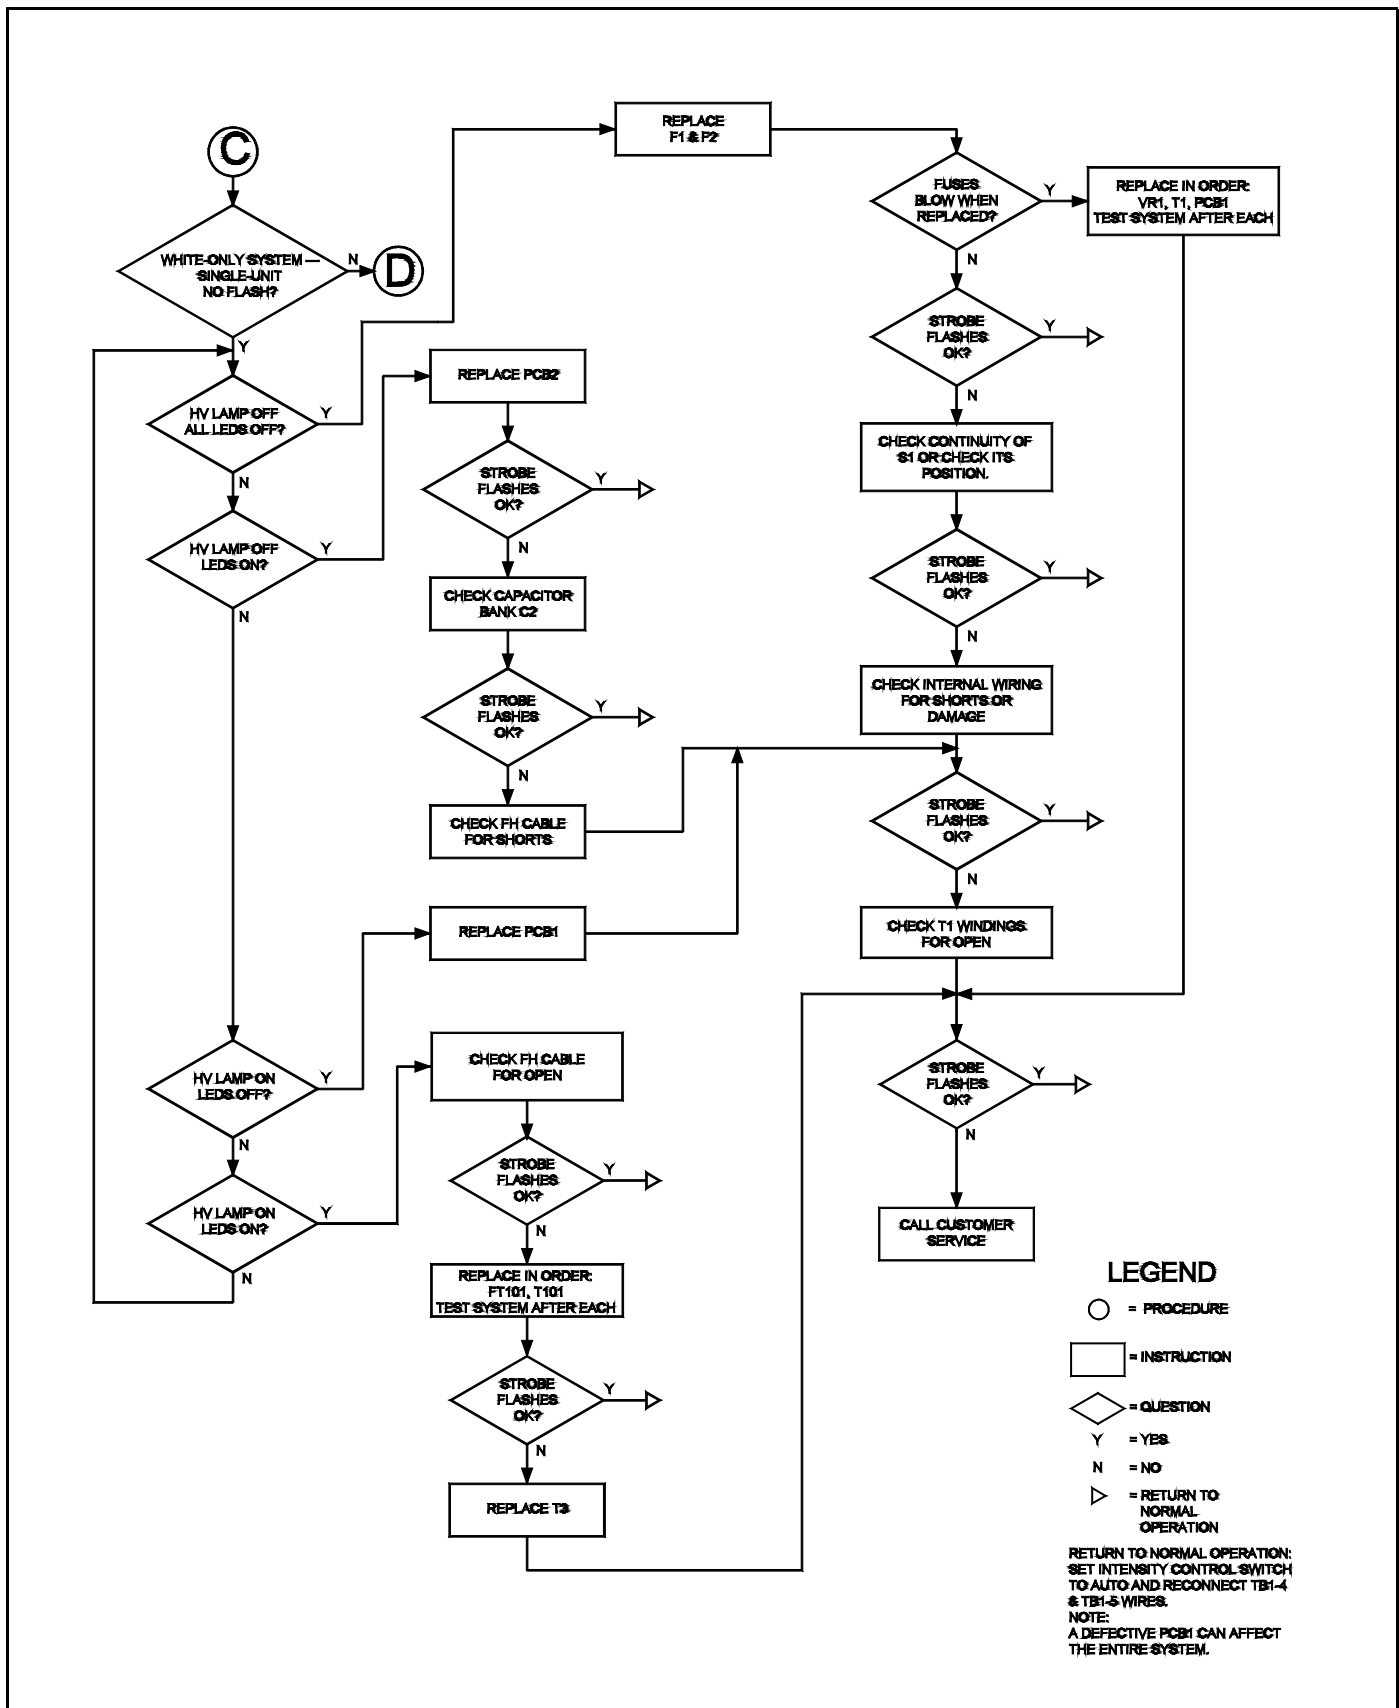 C
WHITE-ONLY SYSTEM —
SINGLE-UNIT
NO FLASH?
N
D
Y
HV LAMP OFF
ALL LEDS OFF?
Y
N
HV LAMP OFF
LEDS ON?
Y
N
HV LAMP ON
LEDS OFF?
Y
N
HV LAMP ON
LEDS ON?
Y
N
REPLACE PCB2
STROBE
FLASHES
OK?
Y
N
CHECK CAPACITOR
BANK C2
STROBE
FLASHES
OK?
Y
N
CHECK FH CABLE
FOR SHORTS
REPLACE PCB1
CHECK FH CABLE
FOR OPEN
STROBE
FLASHES
OK?
Y
N
REPLACE IN ORDER:
FT101, T101
TEST SYSTEM AFTER EACH
STROBE
FLASHES
OK?
Y
N
REPLACE T3
REPLACE
F1 & F2
FUSES
BLOW WHEN
REPLACED?
Y
REPLACE IN ORDER:
VR1, T1, PCB1
TEST SYSTEM AFTER EACH
N
STROBE
FLASHES
OK?
Y
N
CHECK CONTINUITY OF
S1 OR CHECK ITS
POSITION.
STROBE
FLASHES
OK?
Y
N
CHECK INTERNAL WIRING
FOR SHORTS OR
DAMAGE
STROBE
FLASHES
OK?
Y
N
CHECK T1 WINDINGS
FOR OPEN
STROBE
FLASHES
OK?
Y
N
CALL CUSTOMER
SERVICE
LEGEND
= PROCEDURE
= INSTRUCTION
= QUESTION
Y = YES
N = NO
= RETURN TO
NORMAL
OPERATION
RETURN TO NORMAL OPERATION:
SET INTENSITY CONTROL SWITCH
TO AUTO AND RECONNECT TB1-4
& TB1-5 WIRES.
NOTE:
A DEFECTIVE PCB1 CAN AFFECT
THE ENTIRE SYSTEM.